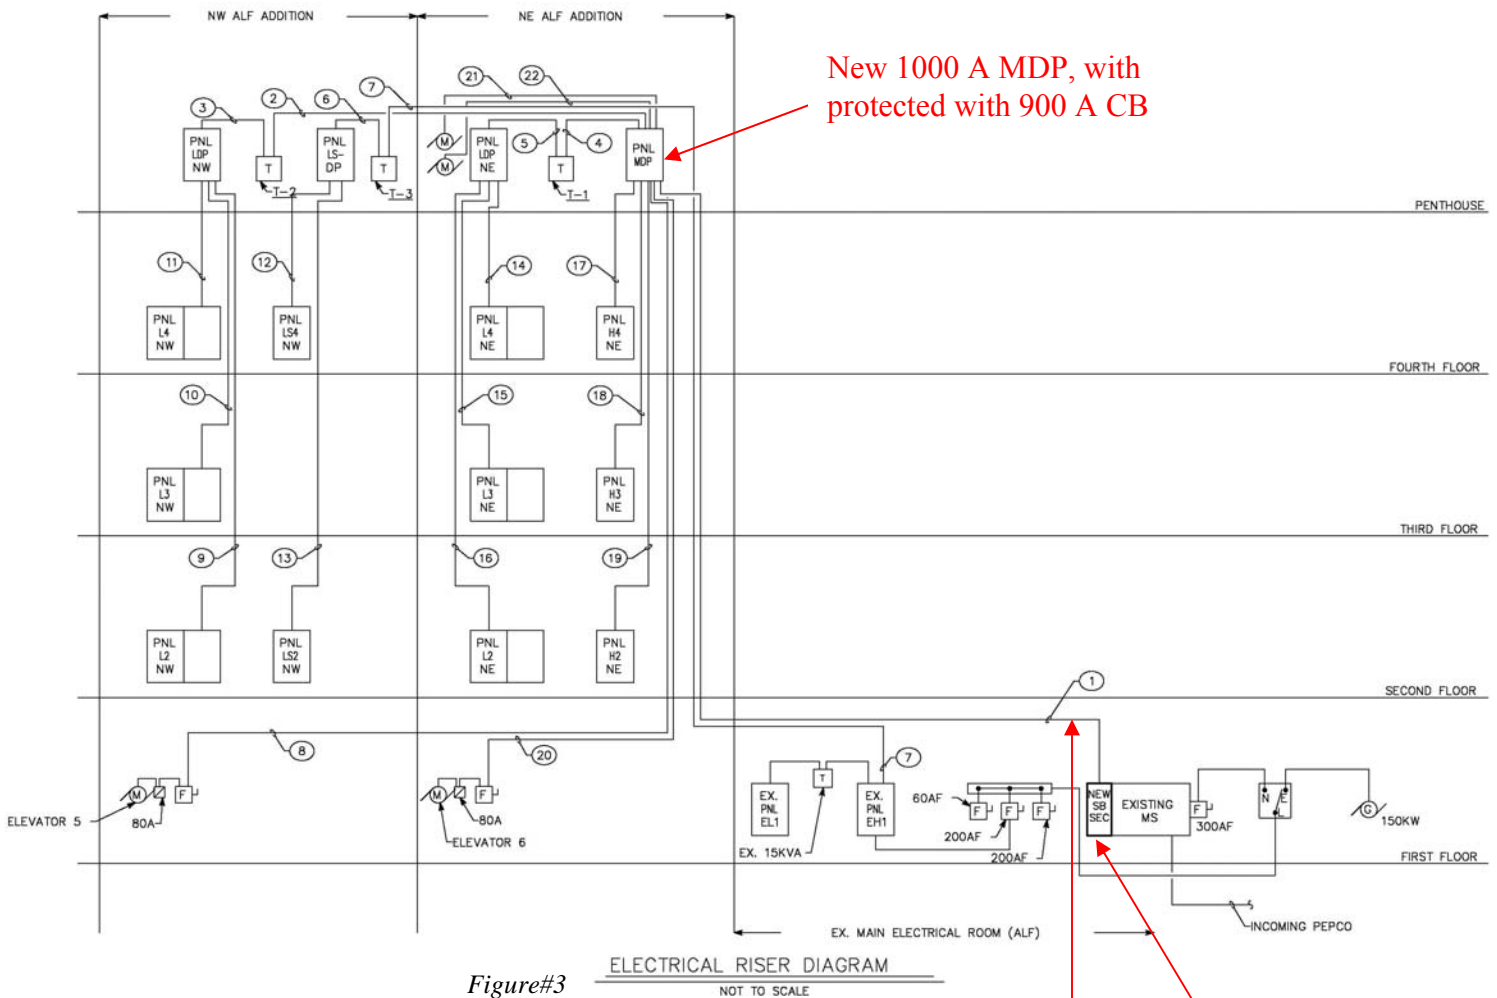 NW ALF ADDITION
NE ALF ADDITION
New 1000 A MDP, with
protected with 900 A CB
3
2
6
7
21
22
5
4
PNL
LDP
NW
T
T-2
PNL
LS-
DP
T
T-3
M
M
PNL
LDP
NE
T
T-1
PNL
MDP
PENTHOUSE
11
12
14
17
PNL
L4
NW
PNL
LS4
NW
PNL
L4
NE
PNL
H4
NE
FOURTH FLOOR
10
15
18
PNL
L3
NW
PNL
L3
NE
PNL
H3
NE
THIRD FLOOR
9
13
16
19
PNL
L2
NW
PNL
LS2
NW
PNL
L2
NE
PNL
H2
NE
1
SECOND FLOOR
8
20
7
M
F
ELEVATOR 5
80A
M
F
80A
ELEVATOR 6
EX.
PNL
EL1
T
EX. 15KVA
EX.
PNL
EH1
60AF
F
F
F
200AF
200AF
NEW
SB
SEC
EXISTING
MS
F
300AF
N
E
L
G
150KW
FIRST FLOOR
INCOMING PEPCO
EX. MAIN ELECTRICAL ROOM (ALF)
Figure#3
ELECTRICAL RISER DIAGRAM
NOT TO SCALE